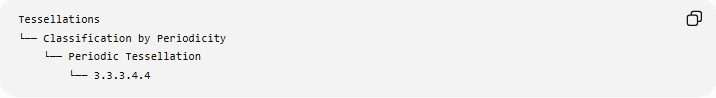 Tessellations
└── Classification by Periodicity
    └── Periodic Tessellation
        └── 3.3.3.4.4